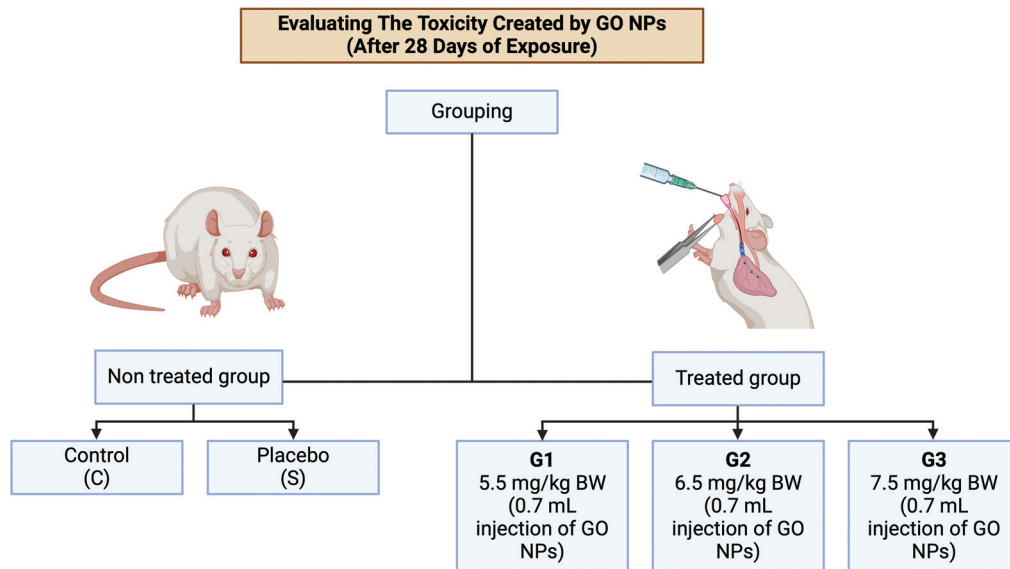 Evaluating The Toxicity Created by GO NPs
(After 28 Days of Exposure)
Grouping
Non treated group
Treated group
Control
(C)
Placebo
(S)
G1
5.5 mg/kg BW
(0.7 mL
injection of GO
NPs)
G2
6.5 mg/kg BW
(0.7 mL
injection of GO
NPs)
G3
7.5 mg/kg BW
(0.7 mL
injection of GO
NPs)